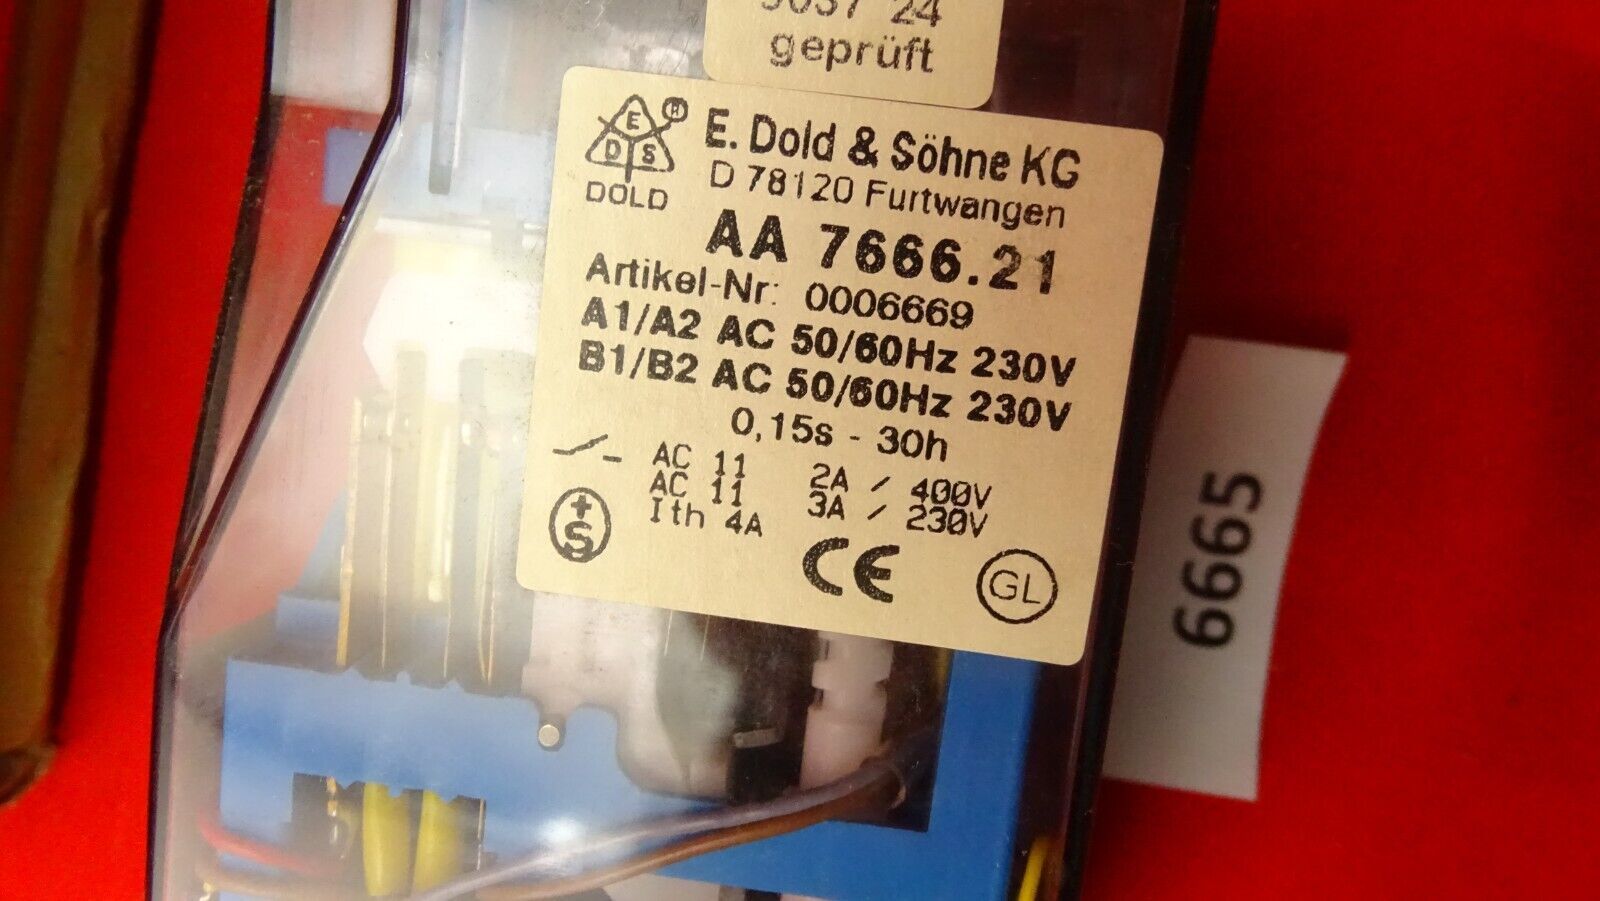 24
geprüft
E
D S
DOLD
E. Dold & Söhne KG
D 78120 Furtwangen
AA 7666.21
Artikel-Nr: 0006669
A1/A2 AC 50/60Hz 230V
B1/B2 AC 50/60Hz 230V
0,15s - 30h
AC 11 2A / 400V
AC 11 3A / 230V
Ith 4A
+S
CE
GL
6665